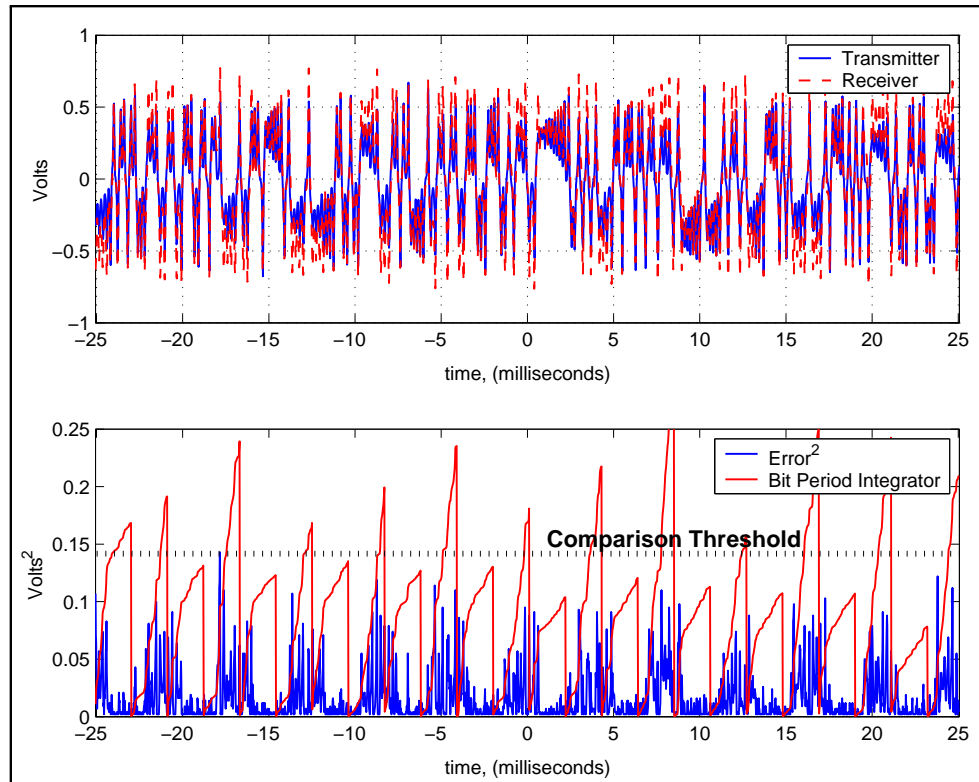 1
0.5
0
−0.5
−1
Volts
Transmitter
Receiver
−25 −20 −15 −10 −5 0 5 10 15 20 25
time, (milliseconds)
0.25
0.2
0.15
0.1
0.05
0
Volts²
Error²
Bit Period Integrator
Comparison Threshold
−25 −20 −15 −10 −5 0 5 10 15 20 25
time, (milliseconds)